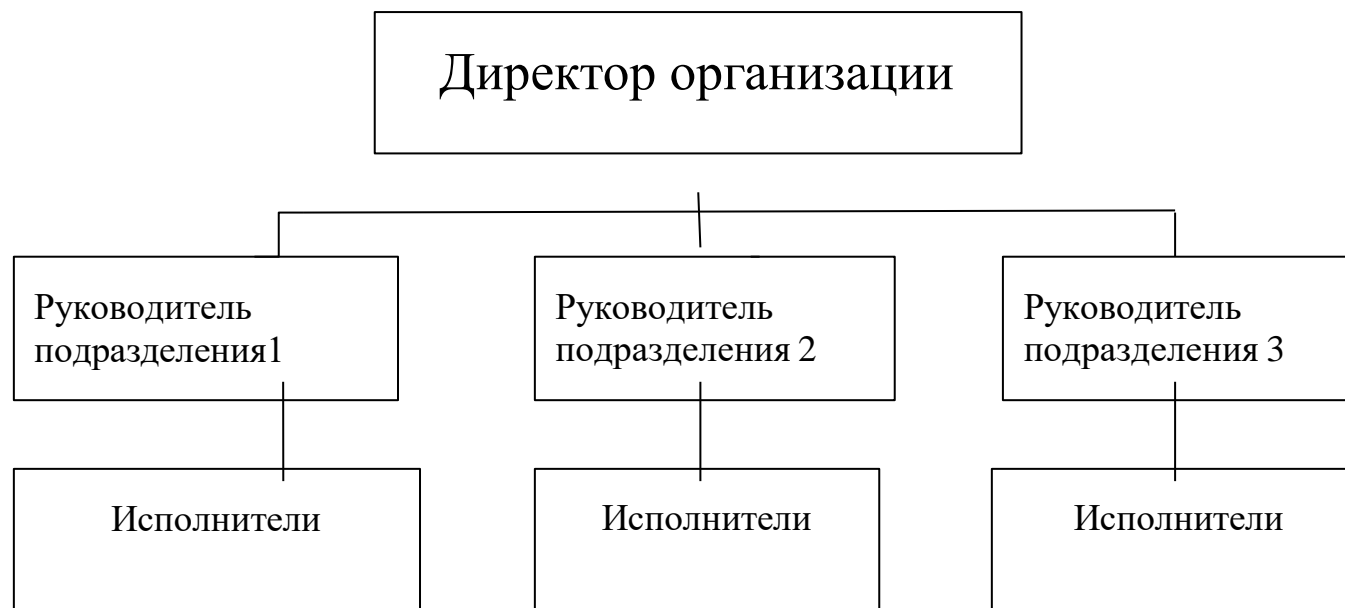 Директор организации
Руководитель
подразделения1
Руководитель
подразделения 2
Руководитель
подразделения 3
Исполнители
Исполнители
Исполнители